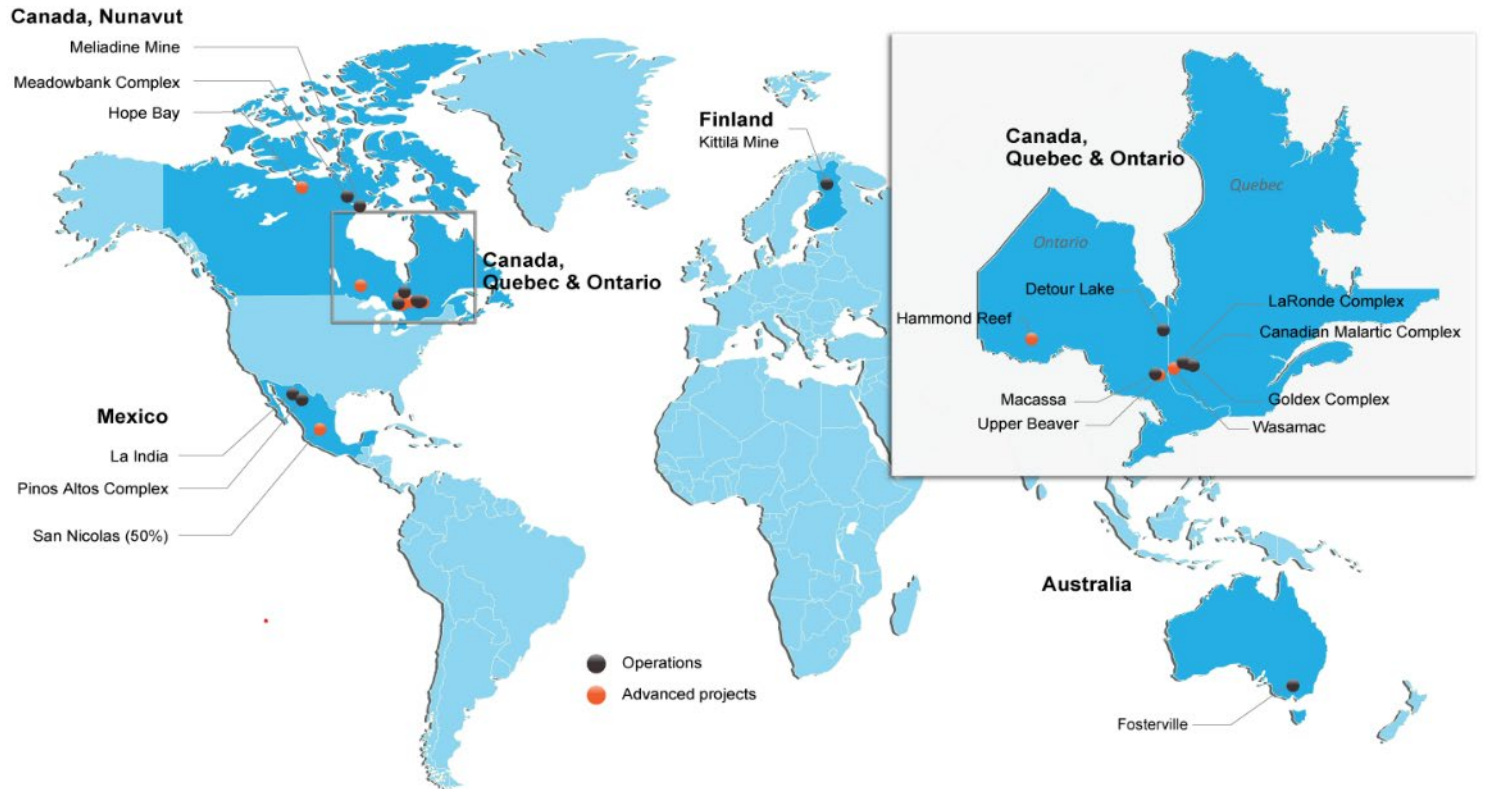 Canada, Nunavut
Meliadine Mine
Meadowbank Complex
Hope Bay
Finland
Kittilä Mine
Canada,
Quebec & Ontario
Mexico
La India
Pinos Altos Complex
San Nicolas (50%)
Operations
Advanced projects
Canada,
Quebec & Ontario
Quebec
Ontario
Detour Lake
LaRonde Complex
Hammond Reef
Canadian Malartic Complex
Macassa
Goldex Complex
Upper Beaver
Wasamac
Australia
Fosterville